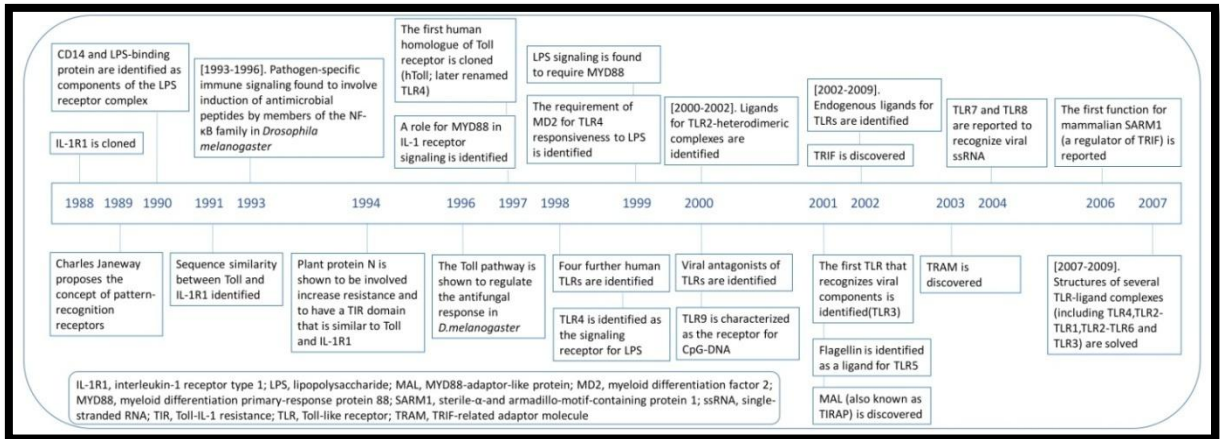 CD14 and LPS-binding
protein are identified as
components of the LPS
receptor complex
IL-1R1 is cloned
[1993-1996]. Pathogen-specific
immune signaling found to involve
induction of antimicrobial
peptides by members of the NF-
κB family in Drosophila
melanogaster
The first human
homologue of Toll
receptor is cloned
(hToll; later renamed
TLR4)
A role for MYD88 in
IL-1 receptor
signaling is identified
LPS signaling is found
to require MYD88
The requirement of
MD2 for TLR4
responsiveness to LPS
is identified
[2000-2002]. Ligands
for TLR2-heterodimeric
complexes are
identified
[2002-2009].
Endogenous ligands for
TLRs are identified
TRIF is discovered
TLR7 and TLR8
are reported to
recognize viral
ssRNA
The first function for
mammalian SARM1
(a regulator of TRIF) is
reported
1988 1989 1990 1991 1993 1994 1996 1997 1998 1999 2000 2001 2002 2003 2004 2006 2007
Charles Janeway
proposes the
concept of pattern-
recognition
receptors
Sequence similarity
between Toll and
IL-1R1 identified
Plant protein N is
shown to be involved
increase resistance and
to have a TIR domain
that is similar to Toll
and IL-1R1
The Toll pathway is
shown to regulate
the antifungal
response in
D.melanogaster
Four further human
TLRs are identified
TLR4 is identified as
the signaling
receptor for LPS
Viral antagonists of
TLRs are identified
TLR9 is characterized
as the receptor for
CpG-DNA
The first TLR that
recognizes viral
components is
identified(TLR3)
Flagellin is identified
as a ligand for TLR5
MAL (also known as
TIRAP) is discovered
TRAM is
discovered
[2007-2009].
Structures of several
TLR-ligand complexes
(including TLR4,TLR2-
TLR1,TLR2-TLR6 and
TLR3) are solved
IL-1R1, interleukin-1 receptor type 1; LPS, lipopolysaccharide; MAL, MYD88-adaptor-like protein; MD2, myeloid differentiation factor 2;
MYD88, myeloid differentiation primary-response protein 88; SARM1, sterile-α-and armadillo-motif-containing protein 1; ssRNA, single-
stranded RNA; TIR, Toll-IL-1 resistance; TLR, Toll-like receptor; TRAM, TRIF-related adaptor molecule